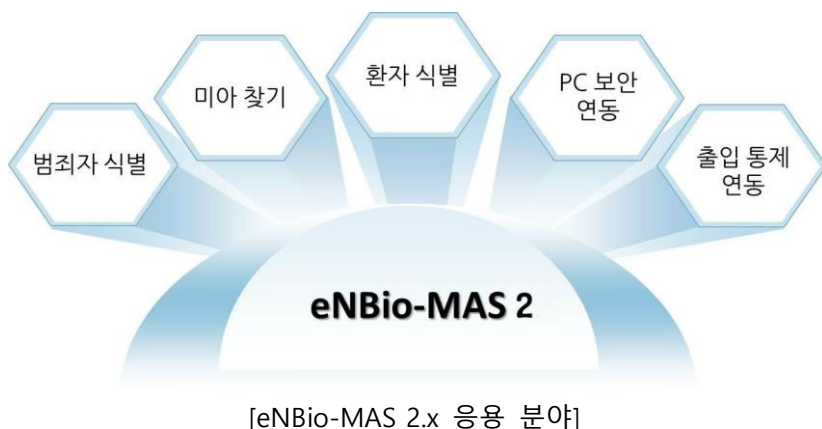 범죄자 식별
미아 찾기
환자 식별
PC 보안
연동
출입 통제
연동
eNBio-MAS 2
[eNBio-MAS 2.x 응용 분야]